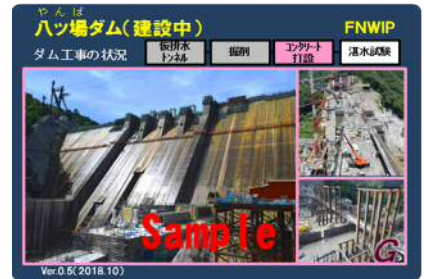 やんば
八ッ場ダム(建設中)
FNWIP
ダム工事の状況
仮排水
トンネル
掘削
コンクリート
打設
湛水試験
Sample
Ver.0.5(2018.10)